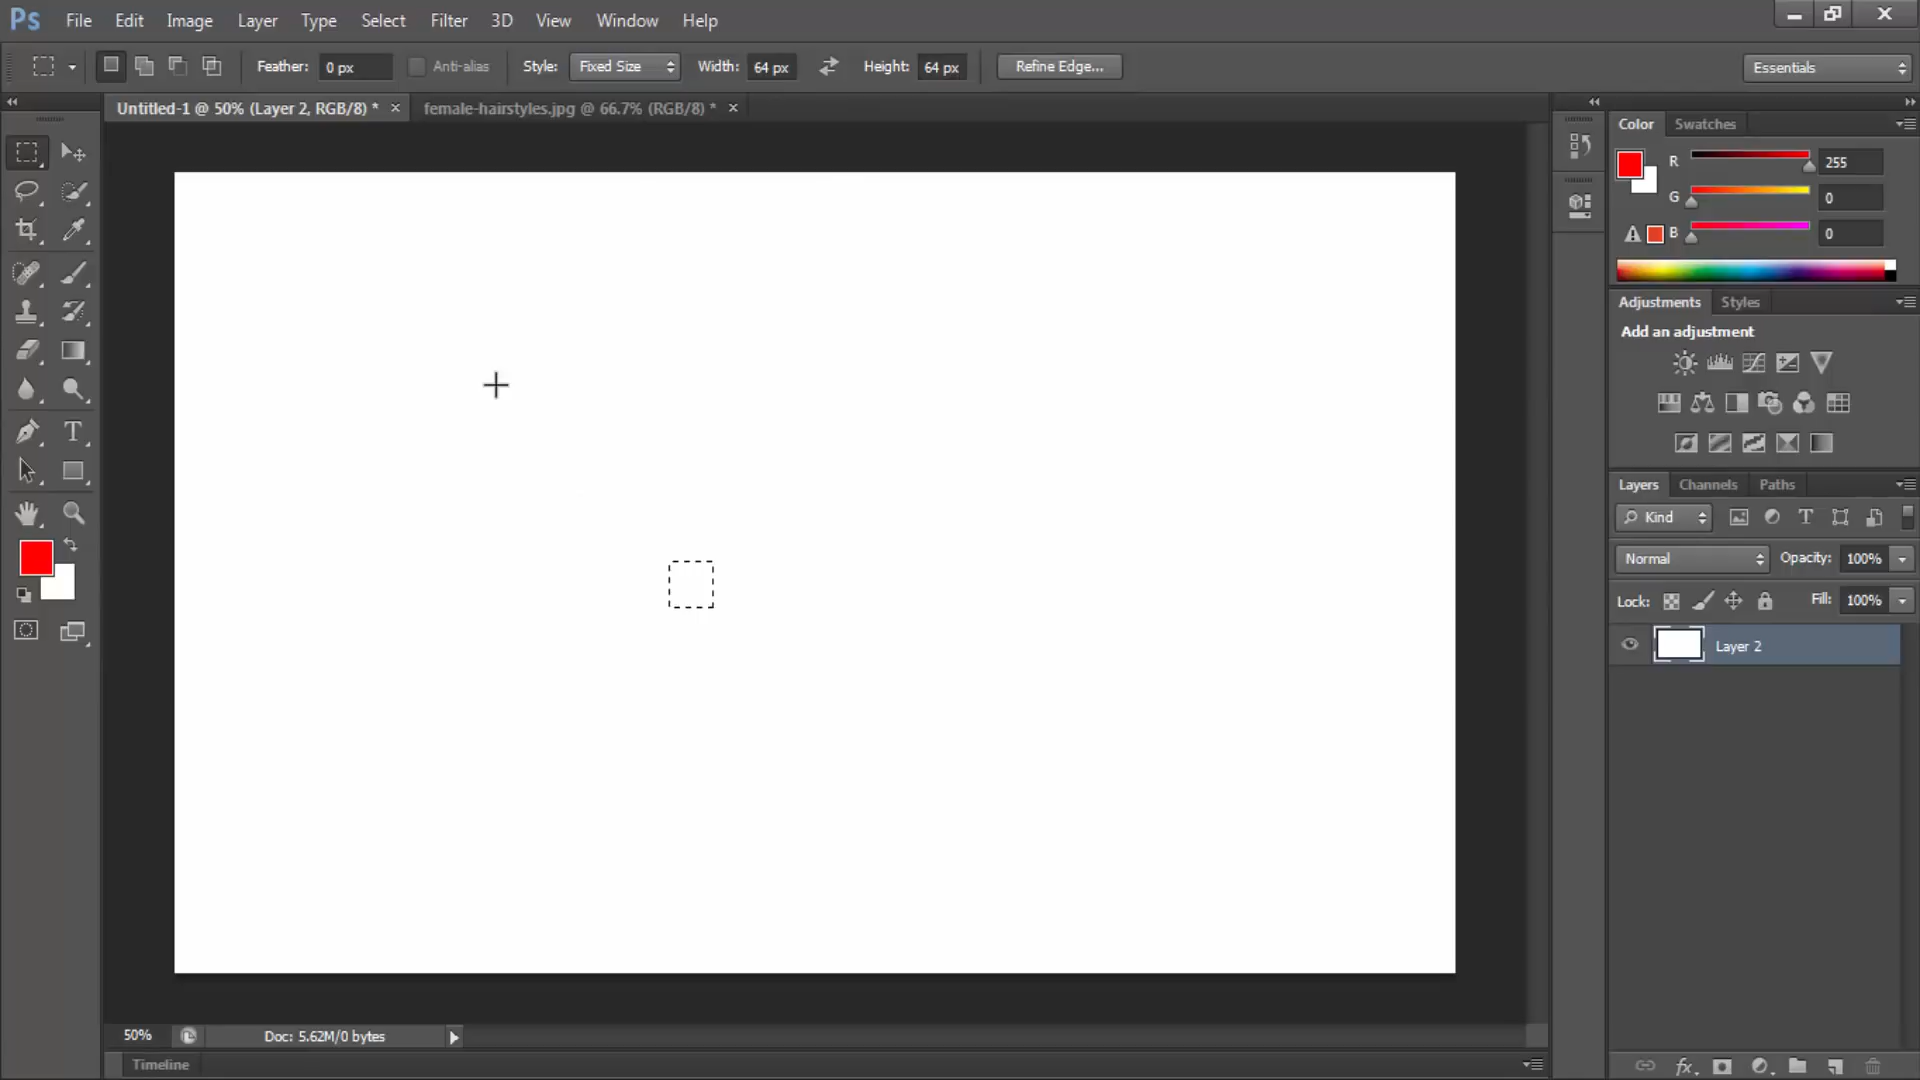 Ps File Edit Image Layer Type Select Filter 3D View Window Help
Feather: 0 px Anti-alias Style: Fixed Size Width: 64 px Height: 64 px Refine Edge... Essentials
Untitled-1 @ 50% (Layer 2, RGB/8) * female-hairstyles.jpg @ 66.7% (RGB/8) *
Color Swatches
R 255
G 0
B 0
Adjustments Styles
Add an adjustment
Layers Channels Paths
Kind
Normal Opacity: 100%
Lock: Fill: 100%
Layer 2
50% Doc: 5.62M/0 bytes
Timeline